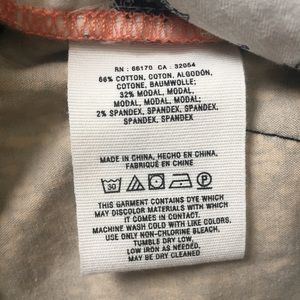 RN : 66170 CA : 32054
66% COTTON, COTON, ALGODÓN,
COTONE, BAUMWOLLE;
32% MODAL, MODAL,
MODAL, MODAL, MODAL;
2% SPANDEX, SPANDEX, SPANDEX,
SPANDEX, SPANDEX
MADE IN CHINA, HECHO EN CHINA,
FABRIQUÉ EN CHINE
30 P
THIS GARMENT CONTAINS DYE WHICH
MAY DISCOLOR MATERIALS WITH WHICH
IT COMES IN CONTACT.
MACHINE WASH COLD WITH LIKE COLORS.
USE ONLY NON-CHLORINE BLEACH,
TUMBLE DRY LOW,
LOW IRON AS NEEDED,
MAY BE DRY CLEANED